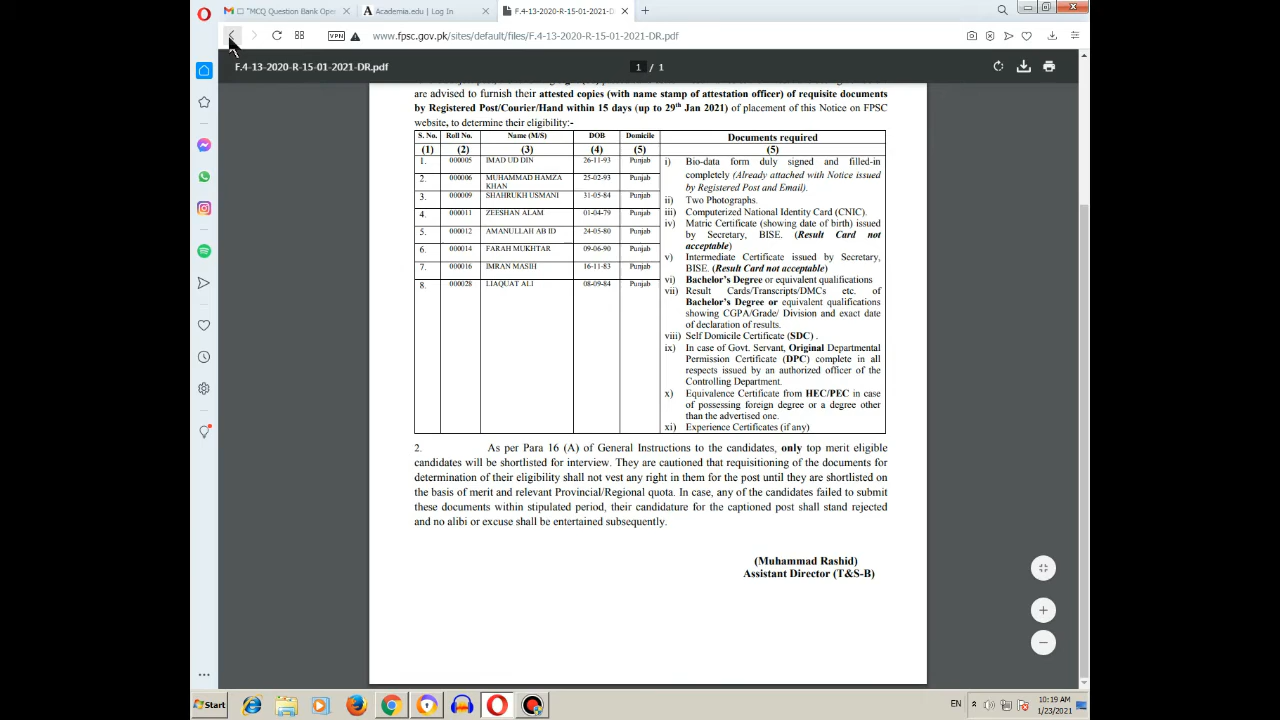 "MCQ Question Bank Ope
Academia.edu | Log In
F.4-13-2020-R-15-01-2021-D
VPN
www.fpsc.gov.pk/sites/default/files/F.4-13-2020-R-15-01-2021-DR.pdf
F.4-13-2020-R-15-01-2021-DR.pdf
1 / 1
are advised to furnish their attested copies (with name stamp of attestation officer) of requisite documents
by Registered Post/Courier/Hand within 15 days (up to 29th Jan 2021) of placement of this Notice on FPSC
website, to determine their eligibility:-
S. No. Roll No. Name (M/S) DOB Domicile Documents required
(1) (2) (3) (4) (5) (5)
1. 000005 IMAD UD DIN 26-11-93 Punjab
2. 000006 MUHAMMAD HAMZA KHAN 25-02-93 Punjab
3. 000009 SHAHRUKH USMANI 31-05-84 Punjab
4. 000011 ZEESHAN ALAM 01-04-79 Punjab
5. 000012 AMANULLAH AB ID 24-05-80 Punjab
6. 000014 FARAH MUKHTAR 09-06-90 Punjab
7. 000016 IMRAN MASIH 16-11-83 Punjab
8. 000028 LIAQUAT ALI 08-09-84 Punjab
i) Bio-data form duly signed and filled-in
completely (Already attached with Notice issued
by Registered Post and Email).
ii) Two Photographs.
iii) Computerized National Identity Card (CNIC).
iv) Matric Certificate (showing date of birth) issued
by Secretary, BISE. (Result Card not
acceptable)
v) Intermediate Certificate issued by Secretary,
BISE. (Result Card not acceptable)
vi) Bachelor's Degree or equivalent qualifications
vii) Result Cards/Transcripts/DMCs etc. of
Bachelor's Degree or equivalent qualifications
showing CGPA/Grade/ Division and exact date
of declaration of results.
viii) Self Domicile Certificate (SDC) .
ix) In case of Govt. Servant, Original Departmental
Permission Certificate (DPC) complete in all
respects issued by an authorized officer of the
Controlling Department.
x) Equivalence Certificate from HEC/PEC in case
of possessing foreign degree or a degree other
than the advertised one.
xi) Experience Certificates (if any)
2. As per Para 16 (A) of General Instructions to the candidates, only top merit eligible
candidates will be shortlisted for interview. They are cautioned that requisitioning of the documents for
determination of their eligibility shall not vest any right in them for the post until they are shortlisted on
the basis of merit and relevant Provincial/Regional quota. In case, any of the candidates failed to submit
these documents within stipulated period, their candidature for the captioned post shall stand rejected
and no alibi or excuse shall be entertained subsequently.
(Muhammad Rashid)
Assistant Director (T&S-B)
Start
EN
10:19 AM
1/23/2021